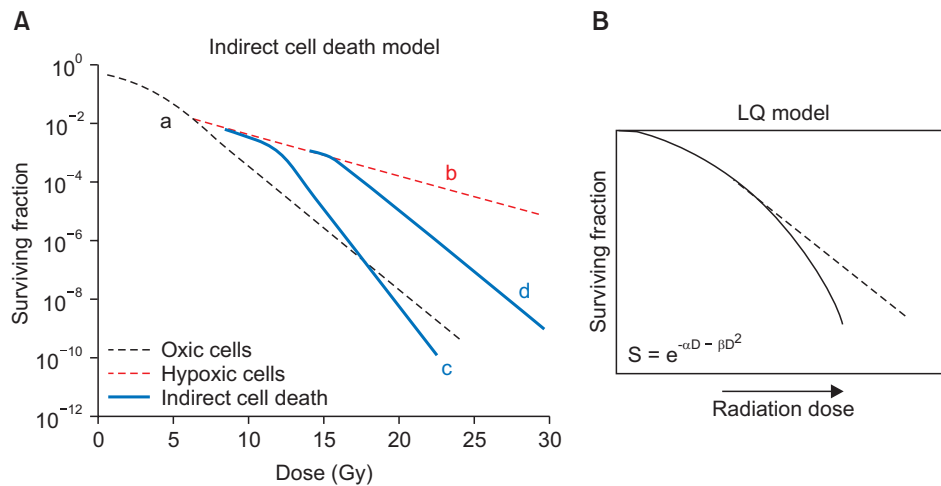 A
Indirect cell death model
10^0
10^-2
10^-4
10^-6
10^-8
10^-10
10^-12
Surviving fraction
a
b
c
d
Oxic cells
Hypoxic cells
Indirect cell death
0 5 10 15 20 25 30
Dose (Gy)
B
LQ model
Surviving fraction
S = e^-αD − βD^2
Radiation dose